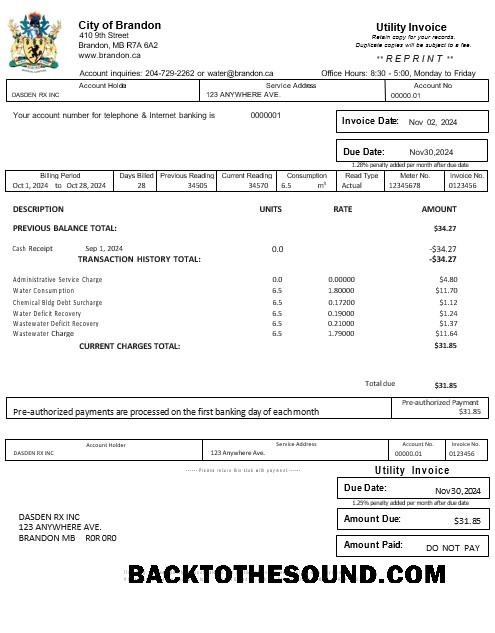 City of Brandon
410 9th Street
Brandon, MB R7A 6A2
www.brandon.ca
Utility Invoice
Retain copy for your records.
Duplicate copies will be subject to a fee.
** R E P R I N T **
Account inquiries: 204-729-2262 or water@brandon.ca
Office Hours: 8:30 - 5:00, Monday to Friday
Account Holder Service Address Account No
DASDEN RX INC 123 ANYWHERE AVE. 00000.01
Your account number for telephone & Internet banking is 0000001
Invoice Date: Nov 02, 2024
Due Date: Nov30,2024
1.28% penalty added per month after due date
Billing Period Days Billed Previous Reading Current Reading Consumption Read Type Meter No. Invoice No.
Oct 1, 2024 to Oct 28, 2024 28 34505 34570 6.5 m³ Actual 12345678 0123456
DESCRIPTION UNITS RATE AMOUNT
PREVIOUS BALANCE TOTAL: $34.27
Cash Receipt Sep 1, 2024 0.0 -$34.27
TRANSACTION HISTORY TOTAL: -$34.27
Administrative Service Charge 0.0 0.00000 $4.80
Water Consumption 6.5 1.80000 $11.70
Chemical Bldg Debt Surcharge 6.5 0.17200 $1.12
Water Deficit Recovery 6.5 0.19000 $1.24
Wastewater Deficit Recovery 6.5 0.21000 $1.37
Wastewater Charge 6.5 1.79000 $11.64
CURRENT CHARGES TOTAL: $31.85
Total due $31.85
Pre-authorized payments are processed on the first banking day of each month
Pre-authorized Payment
$31.85
Account Holder Service Address Account No. Invoice No.
DASDEN RX INC 123 Anywhere Ave. 00000.01 0123456
------Please return this stub with payment------
Utility Invoice
Due Date: Nov30,2024
1.25% penalty added per month after due date
Amount Due: $31.85
Amount Paid: DO NOT PAY
DASDEN RX INC
123 ANYWHERE AVE.
BRANDON MB R0R 0R0
BACKTOTHESOUND.COM